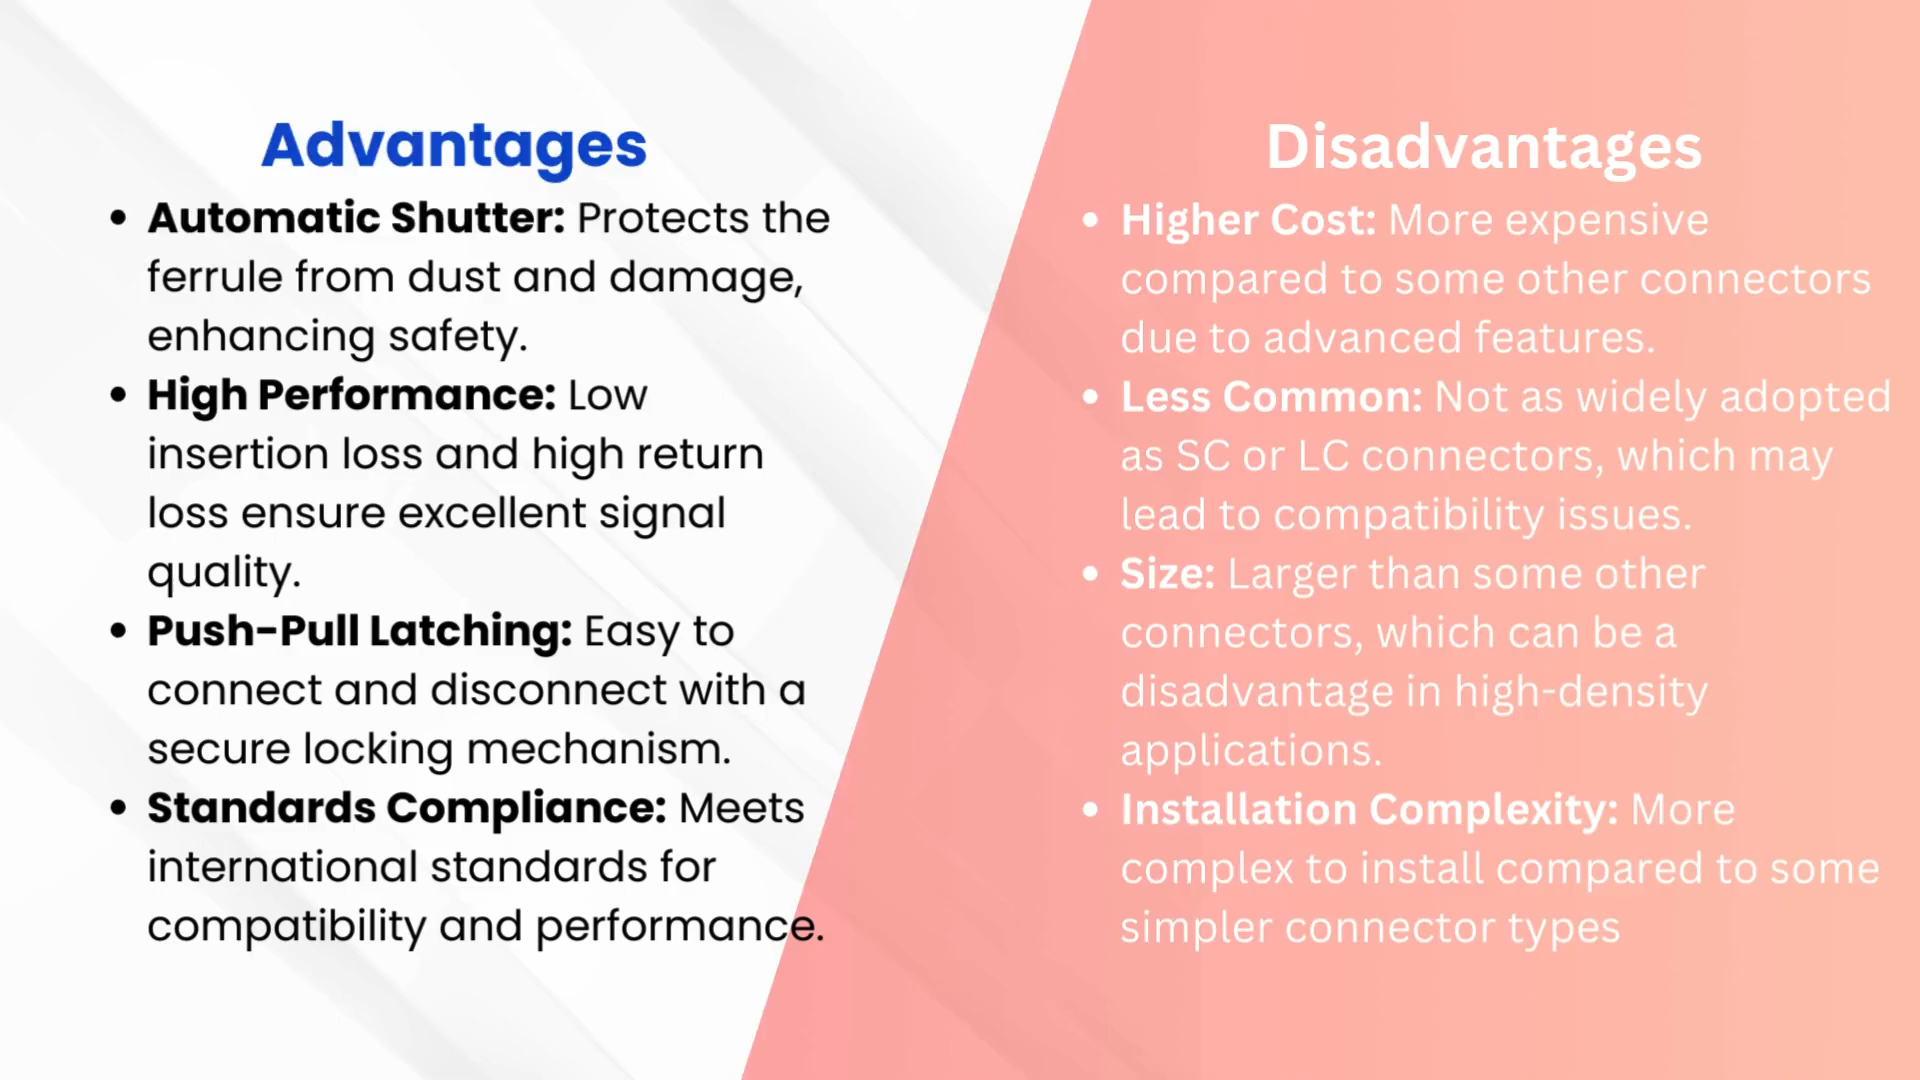 Advantages
• Automatic Shutter: Protects the
ferrule from dust and damage,
enhancing safety.
• High Performance: Low
insertion loss and high return
loss ensure excellent signal
quality.
• Push-Pull Latching: Easy to
connect and disconnect with a
secure locking mechanism.
• Standards Compliance: Meets
international standards for
compatibility and performance.
Disadvantages
• Higher Cost: More expensive
compared to some other connectors
due to advanced features.
• Less Common: Not as widely adopted
as SC or LC connectors, which may
lead to compatibility issues.
• Size: Larger than some other
connectors, which can be a
disadvantage in high-density
applications.
• Installation Complexity: More
complex to install compared to some
simpler connector types